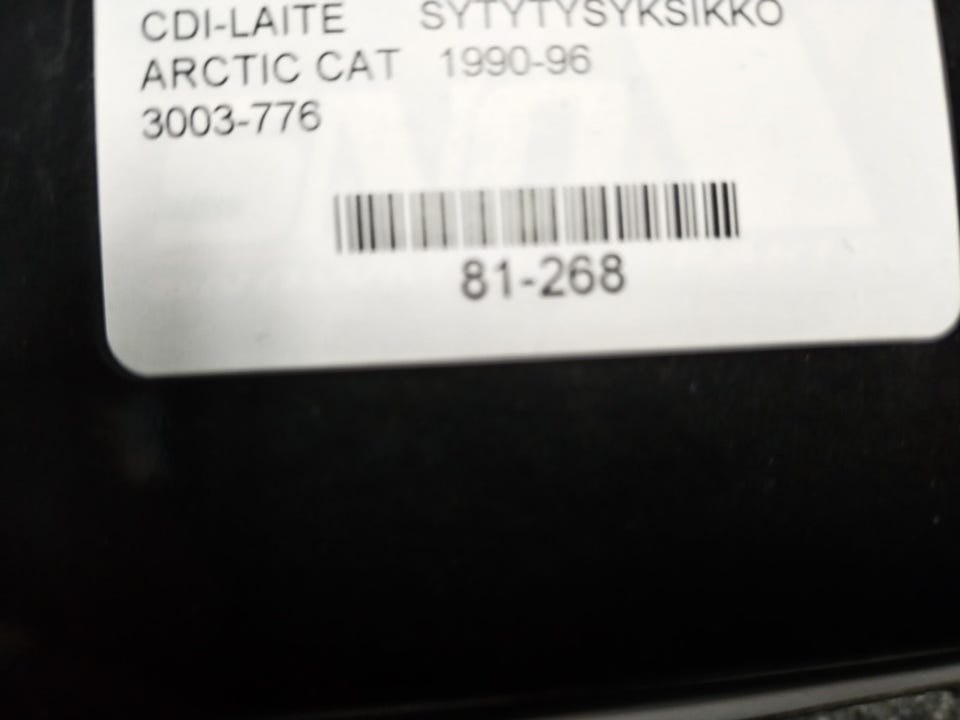 CDI-LAITE SYTYTYSYKSIKKÖ
ARCTIC CAT 1990-96
3003-776
81-268